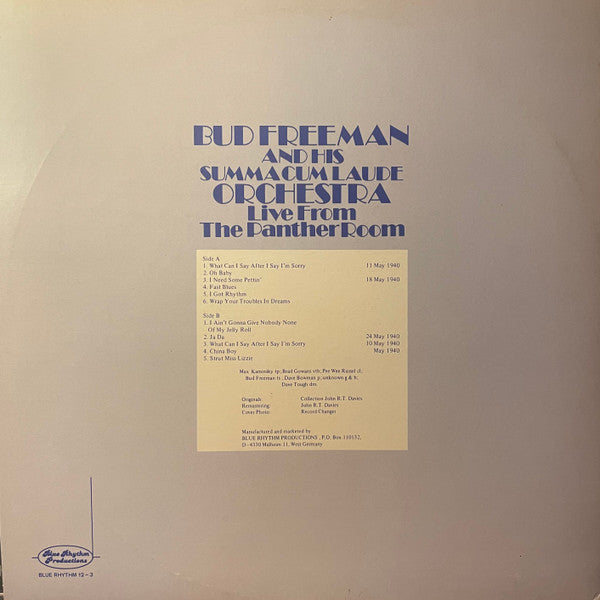 BUD FREEMAN
AND HIS
SUMMA CUM LAUDE
ORCHESTRA
Live From
The Panther Room
Side A
1. What Can I Say After I Say I'm Sorry 11 May 1940
2. Oh Baby
3. I Need Some Pettin' 18 May 1940
4. Fast Blues
5. I Got Rhythm
6. Wrap Your Troubles In Dreams
Side B
1. I Ain't Gonna Give Nobody None
Of My Jelly Roll
2. Ja Da 24 May 1940
3. What Can I Say After I Say I'm Sorry 10 May 1940
4. China Boy May 1940
5. Strut Miss Lizzie
Max Kaminsky tp; Brad Gowans vtb; Pee Wee Russel cl;
Bud Freeman ts; Dave Bowman p; unknown g & b;
Dave Tough dm.
Originals: Collection John R.T. Davies
Remastering: John R.T. Davies
Cover Photo: Record Changer
Manufactured and marketed by
BLUE RHYTHM PRODUCTIONS, P.O. Box 110152,
D-4330 Mulheim 11, West Germany
Blue Rhythm
Productions
BLUE RHYTHM 12-3